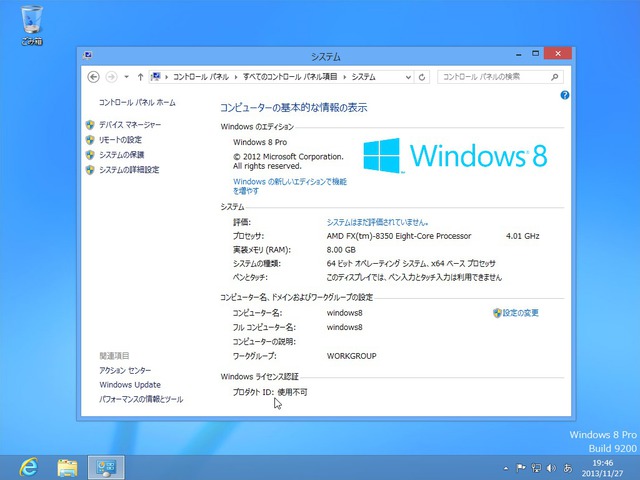 ごみ箱
システム
コントロール パネル ▸ すべてのコントロール パネル項目 ▸ システム
コントロール パネルの検索
コントロール パネル ホーム
デバイス マネージャー
リモートの設定
システムの保護
システムの詳細設定
コンピューターの基本的な情報の表示
Windows のエディション
Windows 8 Pro
© 2012 Microsoft Corporation.
All rights reserved.
Windows の新しいエディションで機能
を増やす
Windows 8
システム
評価: システムはまだ評価されていません。
プロセッサ: AMD FX(tm)-8350 Eight-Core Processor 4.01 GHz
実装メモリ (RAM): 8.00 GB
システムの種類: 64 ビット オペレーティング システム、x64 ベース プロセッサ
ペンとタッチ: このディスプレイでは、ペン入力とタッチ入力は利用できません
コンピューター名、ドメインおよびワークグループの設定
コンピューター名: windows8
設定の変更
フル コンピューター名: windows8
コンピューターの説明:
ワークグループ: WORKGROUP
Windows ライセンス認証
プロダクト ID: 使用不可
関連項目
アクション センター
Windows Update
パフォーマンスの情報とツール
Windows 8 Pro
Build 9200
あ
19:46
2013/11/27